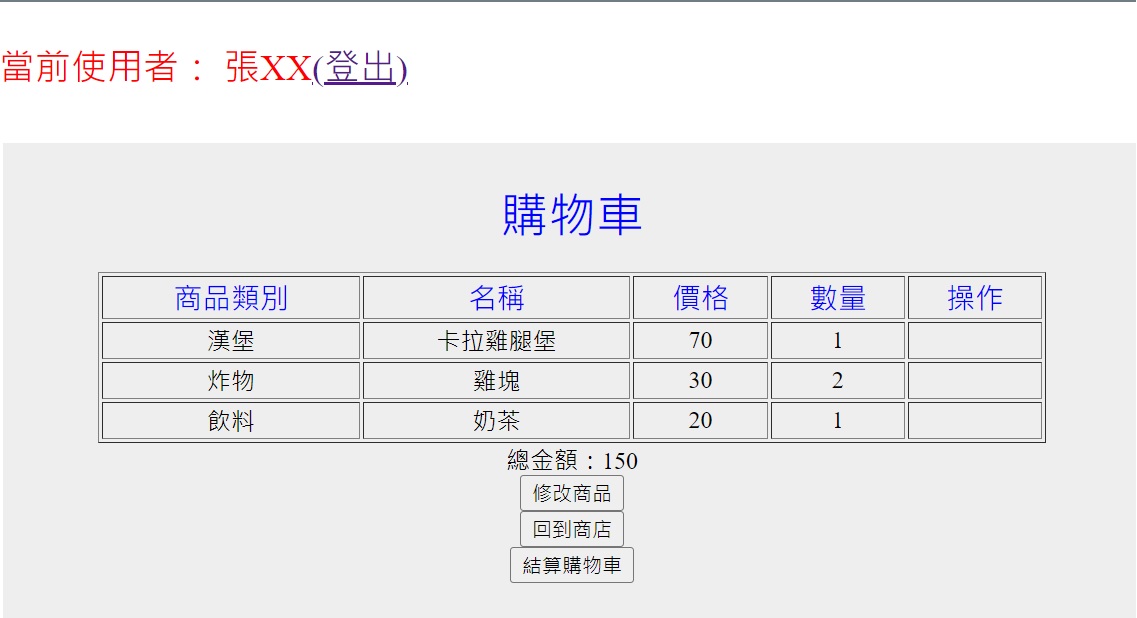 當前使用者： 張XX(登出)
購物車
商品類別 名稱 價格 數量 操作
漢堡 卡拉雞腿堡 70 1
炸物 雞塊 30 2
飲料 奶茶 20 1
總金額：150
修改商品
回到商店
結算購物車